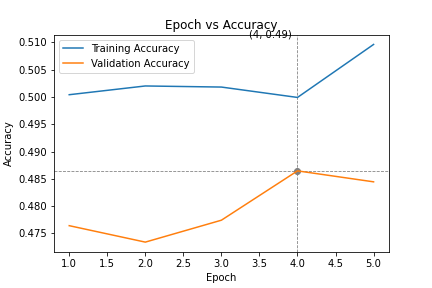 Epoch vs Accuracy
(4, 0.49)
Training Accuracy
Validation Accuracy
Accuracy
0.510
0.505
0.500
0.495
0.490
0.485
0.480
0.475
1.0 1.5 2.0 2.5 3.0 3.5 4.0 4.5 5.0
Epoch